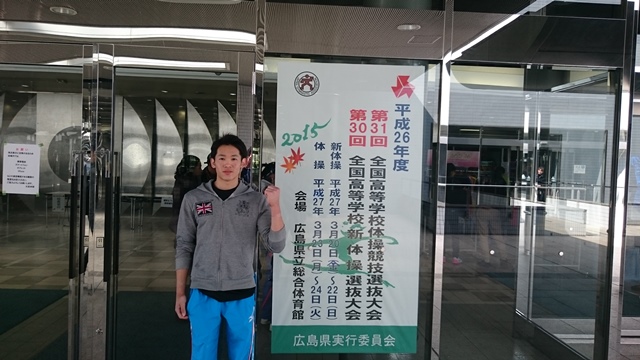 平成26年度
第31回 全国高等学校体操競技選抜大会
第30回 全国高等学校新体操選抜大会
2015
新体操 平成27年3月20日(金)～22日(日)
体操 平成27年3月23日(月)～24日(火)
会場 広島県立総合体育館
広島県実行委員会